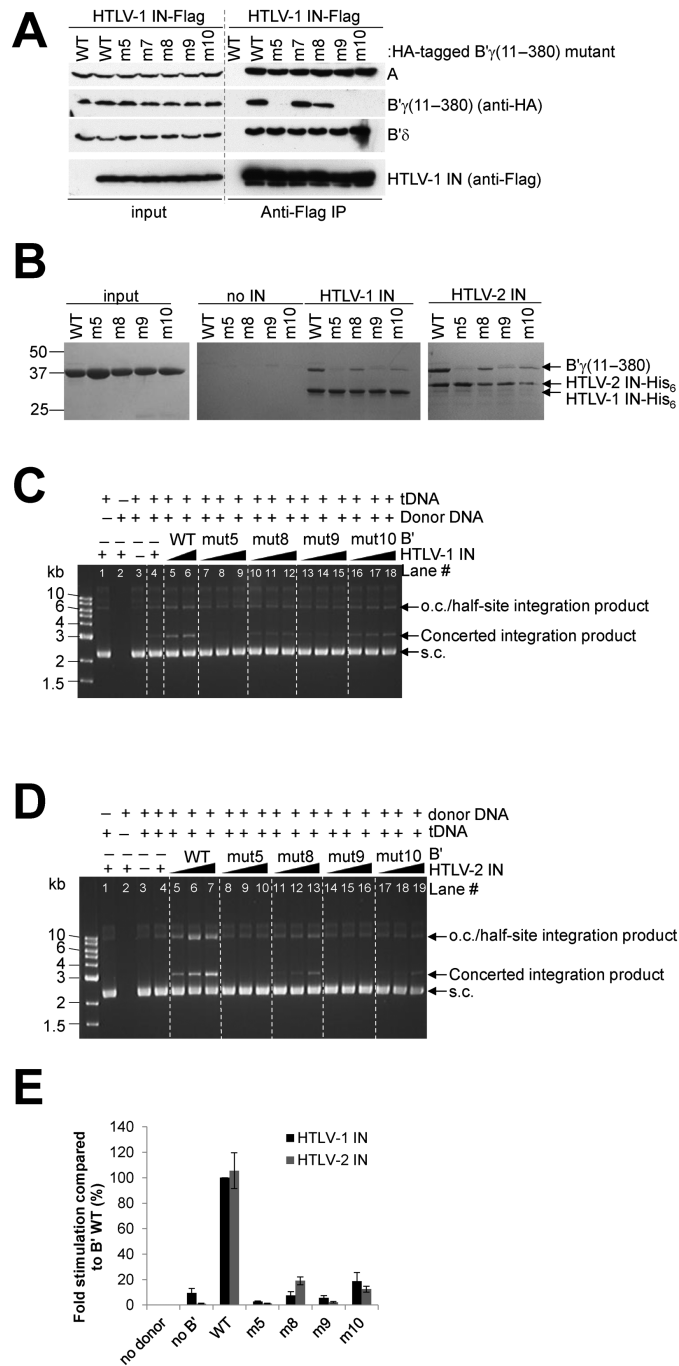 A
HTLV-1 IN-Flag HTLV-1 IN-Flag
WT WT m5 m7 m8 m9 m10 WT WT m5 m7 m8 m9 m10 :HA-tagged B'γ(11–380) mutant
A
B'γ(11–380) (anti-HA)
B'δ
HTLV-1 IN (anti-Flag)
input Anti-Flag IP
B
input no IN HTLV-1 IN HTLV-2 IN
WT m5 m8 m9 m10 WT m5 m8 m9 m10 WT m5 m8 m9 m10 WT m5 m8 m9 m10
50
37
25
B'γ(11–380)
HTLV-2 IN-His6
HTLV-1 IN-His6
C
+ – + + + + + + + + + + + + + + + + tDNA
– + + + + + + + + + + + + + + + + + Donor DNA
– – – – WT mut5 mut8 mut9 mut10 B'
+ + – + HTLV-1 IN
kb 1 2 3 4 5 6 7 8 9 10 11 12 13 14 15 16 17 18 Lane #
10
6
4
3
2
1.5
o.c./half-site integration product
Concerted integration product
s.c.
D
– + + + + + + + + + + + + + + + + + + donor DNA
+ – + + + + + + + + + + + + + + + + + tDNA
– – – – WT mut5 mut8 mut9 mut10 B'
+ + – + HTLV-2 IN
kb 1 2 3 4 5 6 7 8 9 10 11 12 13 14 15 16 17 18 19 Lane #
10
6
4
3
2
1.5
o.c./half-site integration product
Concerted integration product
s.c.
E
Fold stimulation compared
to B' WT (%)
140
120
100
80
60
40
20
0
HTLV-1 IN
HTLV-2 IN
no donor no B' WT m5 m8 m9 m10